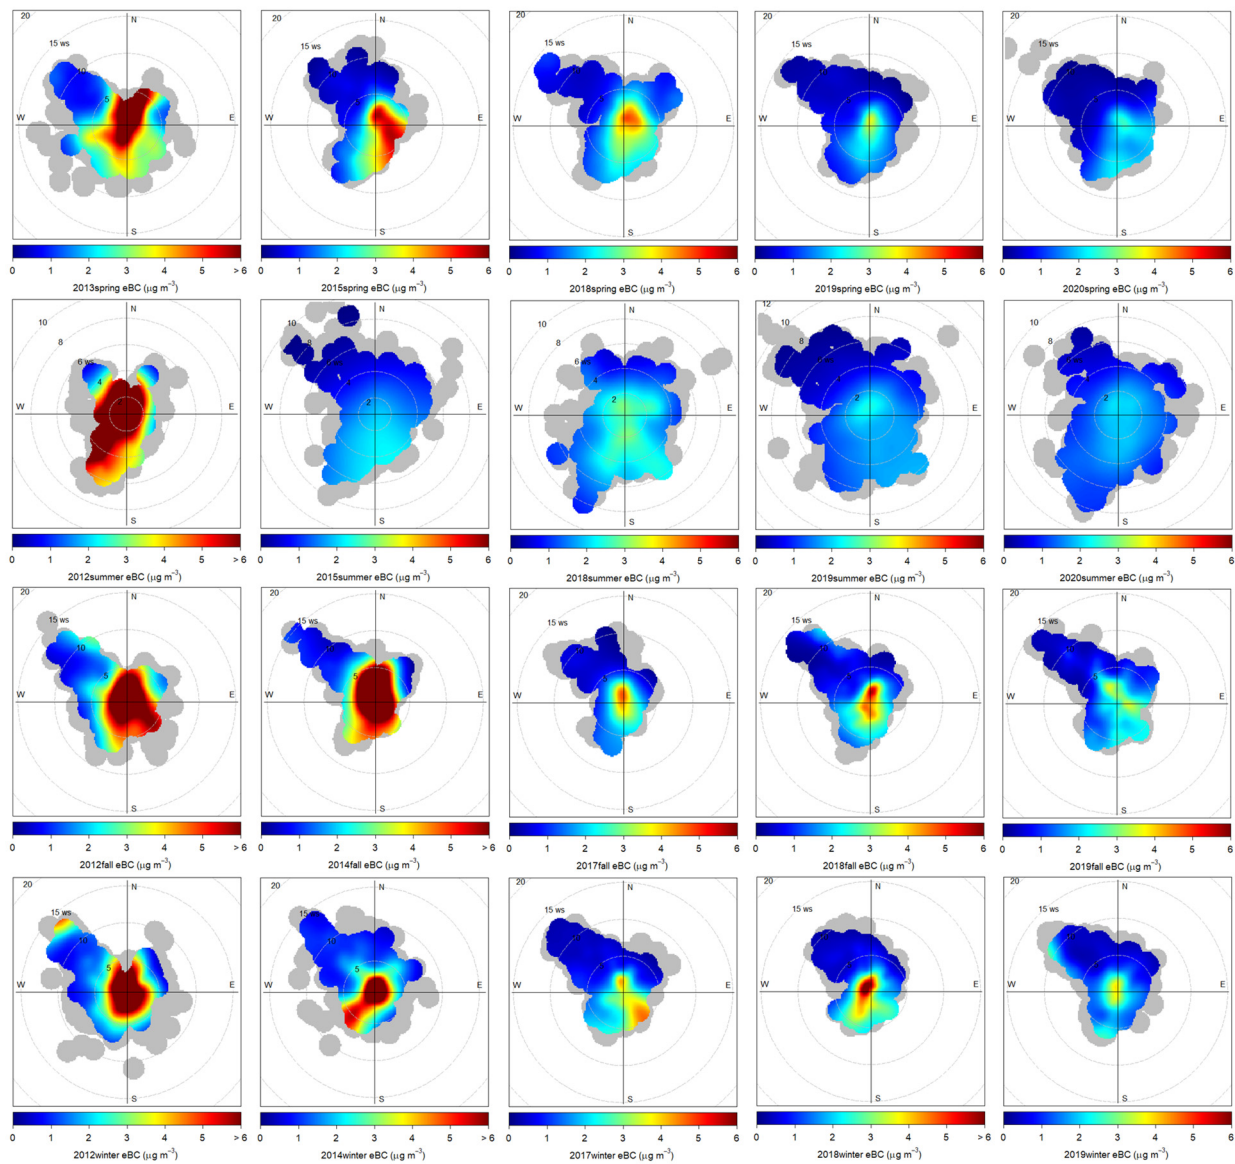 20 N 20 N 20 N 20 N 20 N
15 ws 15 ws 15 ws 15 ws 15 ws
10
5 5 5 5 5
W E W E W E W E W E
S S S S S
0 1 2 3 4 5 >6 0 1 2 3 4 5 6 0 1 2 3 4 5 6 0 1 2 3 4 5 6 0 1 2 3 4 5 6
2013spring eBC (μg m⁻³) 2015spring eBC (μg m⁻³) 2018spring eBC (μg m⁻³) 2019spring eBC (μg m⁻³) 2020spring eBC (μg m⁻³)
10 N 10 N 10 N 12 N 10 N
8 8 8 10 8
6 ws 6 ws 8
4 4 4
2 2 2 2
W E W E W E W E W E
S S S S S
0 1 2 3 4 5 >6 0 1 2 3 4 5 6 0 1 2 3 4 5 6 0 1 2 3 4 5 6 0 1 2 3 4 5 6
2012summer eBC (μg m⁻³) 2015summer eBC (μg m⁻³) 2018summer eBC (μg m⁻³) 2019summer eBC (μg m⁻³) 2020summer eBC (μg m⁻³)
20 N 20 N 20 N 20 N 20 N
15 ws 15 ws 15 ws 15 ws 15 ws
10
5 5 5 5
W E W E W E W E W E
S S S S S
0 1 2 3 4 5 >6 0 1 2 3 4 5 >6 0 1 2 3 4 5 6 0 1 2 3 4 5 6 0 1 2 3 4 5 6
2012fall eBC (μg m⁻³) 2014fall eBC (μg m⁻³) 2017fall eBC (μg m⁻³) 2018fall eBC (μg m⁻³) 2019fall eBC (μg m⁻³)
20 N 20 N 20 N 20 N 20 N
15 ws 15 ws 15 ws 15 ws 15 ws
10 10
5 5 5 5 5
W E W E W E W E W E
S S S S S
0 1 2 3 4 5 >6 0 1 2 3 4 5 >6 0 1 2 3 4 5 6 0 1 2 3 4 5 >6 0 1 2 3 4 5 6
2012winter eBC (μg m⁻³) 2014winter eBC (μg m⁻³) 2017winter eBC (μg m⁻³) 2018winter eBC (μg m⁻³) 2019winter eBC (μg m⁻³)